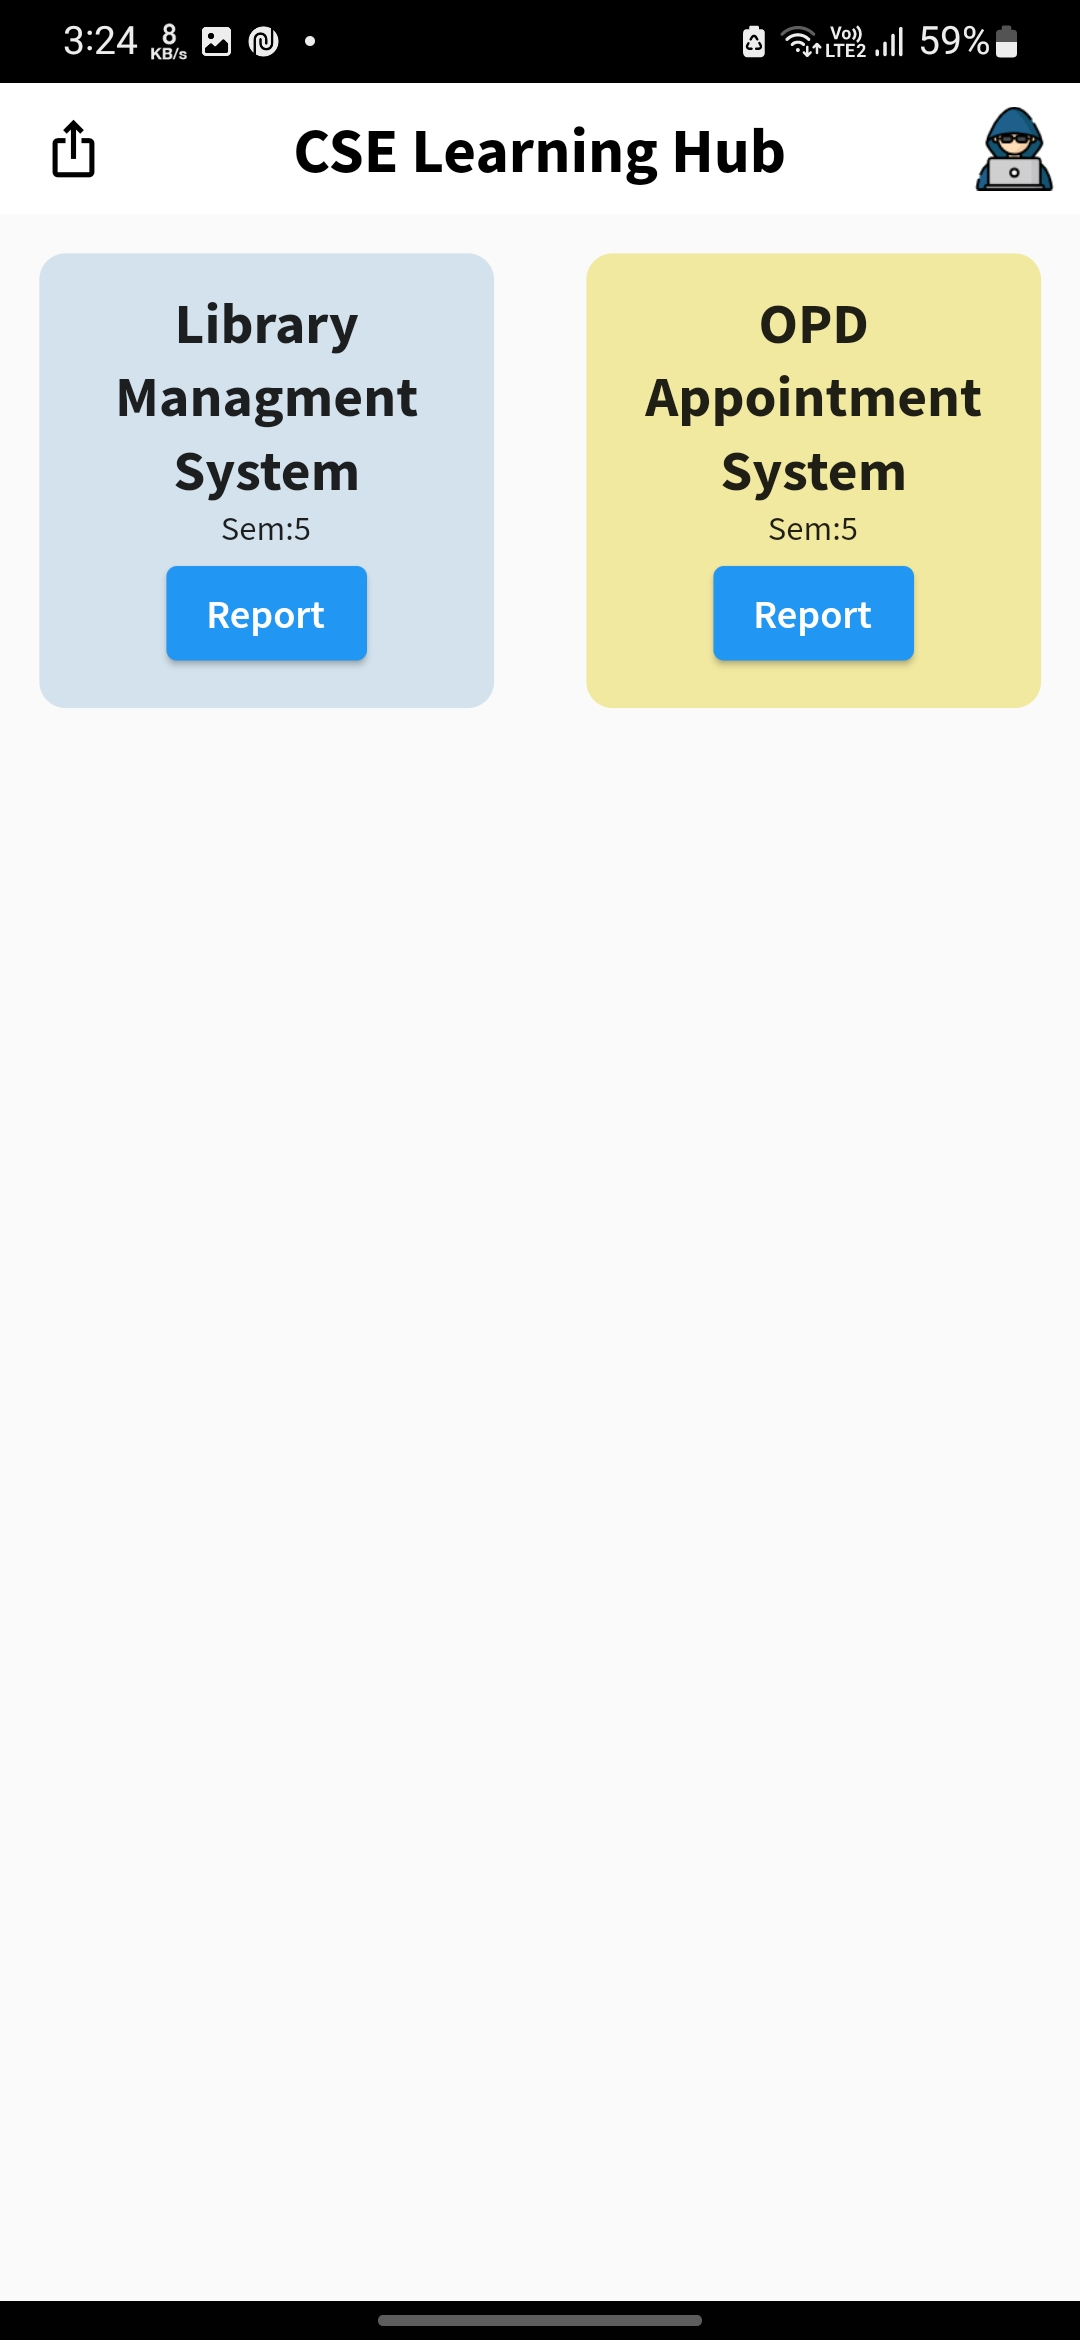 3:24 8 KB/s Vo)) LTE2 59%
CSE Learning Hub
Library
Managment
System
Sem:5
Report
OPD
Appointment
System
Sem:5
Report